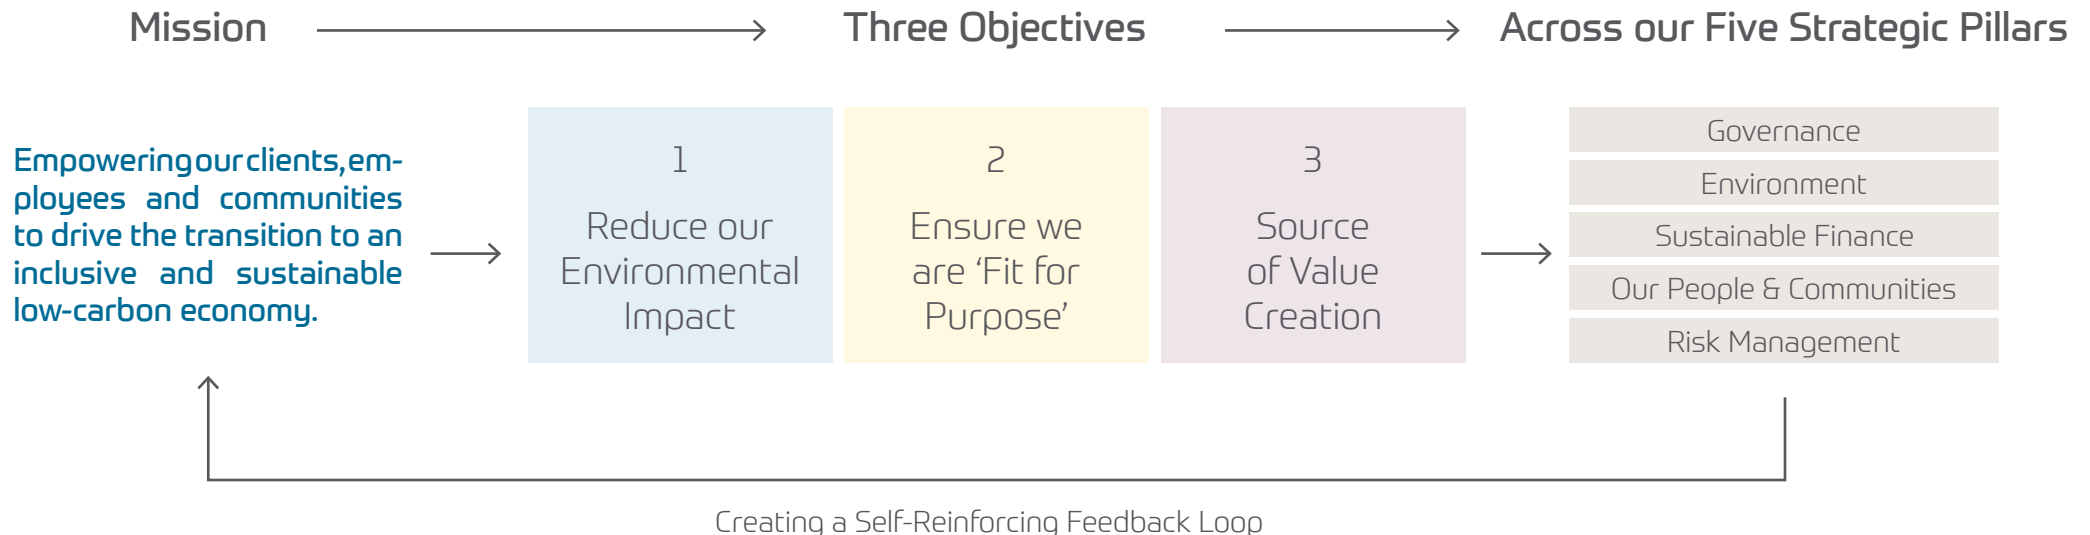 Mission
Three Objectives
Across our Five Strategic Pillars
Empowering our clients, em-
ployees and communities
to drive the transition to an
inclusive and sustainable
low-carbon economy.
1
Reduce our
Environmental
Impact
2
Ensure we
are ‘Fit for
Purpose’
3
Source
of Value
Creation
Governance
Environment
Sustainable Finance
Our People & Communities
Risk Management
Creating a Self-Reinforcing Feedback Loop